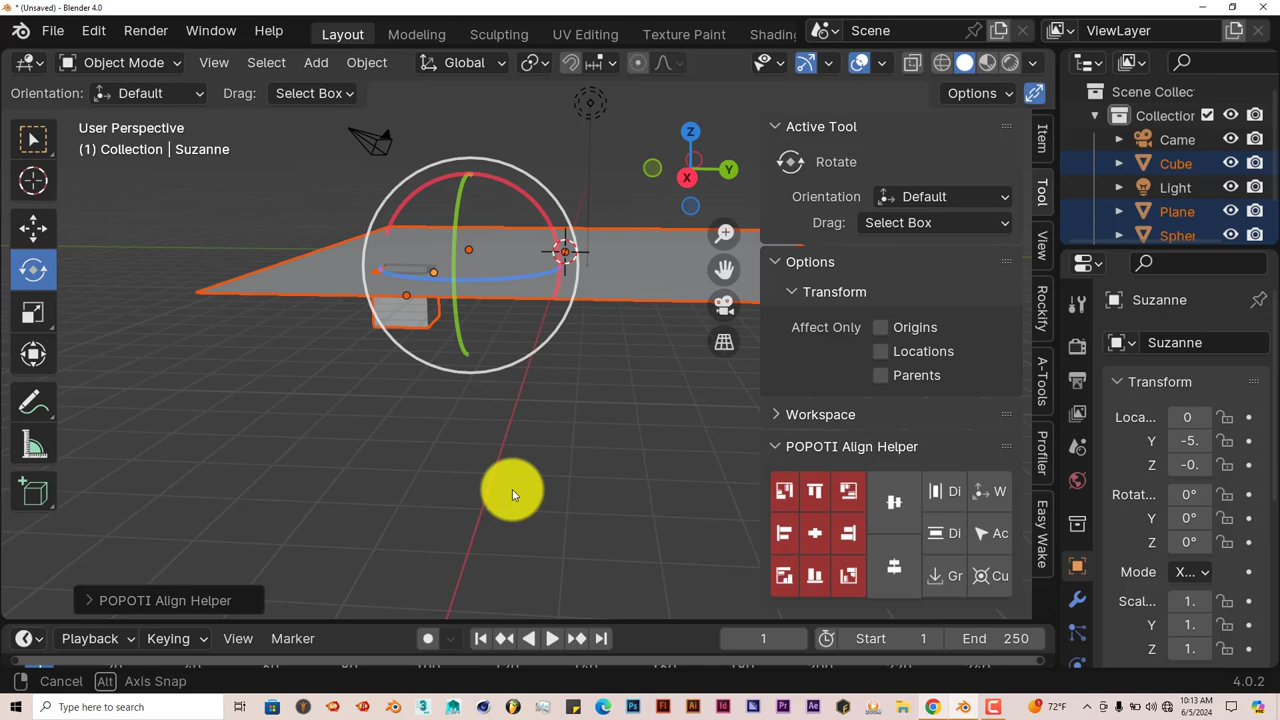 * (Unsaved) - Blender 4.0
File Edit Render Window Help Layout Modeling Sculpting UV Editing Texture Paint Shading Scene ViewLayer
Object Mode View Select Add Object Global
Orientation: Default Drag: Select Box Options
User Perspective
(1) Collection | Suzanne
Z
Y
X
Active Tool
Rotate
Orientation Default
Drag: Select Box
Options
Transform
Affect Only Origins
Locations
Parents
Workspace
POPOTI Align Helper
Di W
Di Ac
Gr Cu
Item
Tool
View
Rockify
A-Tools
Profiler
Easy Wake
Scene Collec
Collection
Came
Cube
Light
Plane
Spher
Suzanne
Suzanne
Transform
Loca... 0
Y -5.
Z -0.
Rotat... 0°
Y 0°
Z 0°
Mode X...
Scal... 1.
Y 1.
Z 1.
POPOTI Align Helper
Playback Keying View Marker 1 Start 1 End 250
Cancel Alt Axis Snap 4.0.2
Type here to search
72°F
10:13 AM
6/5/2024